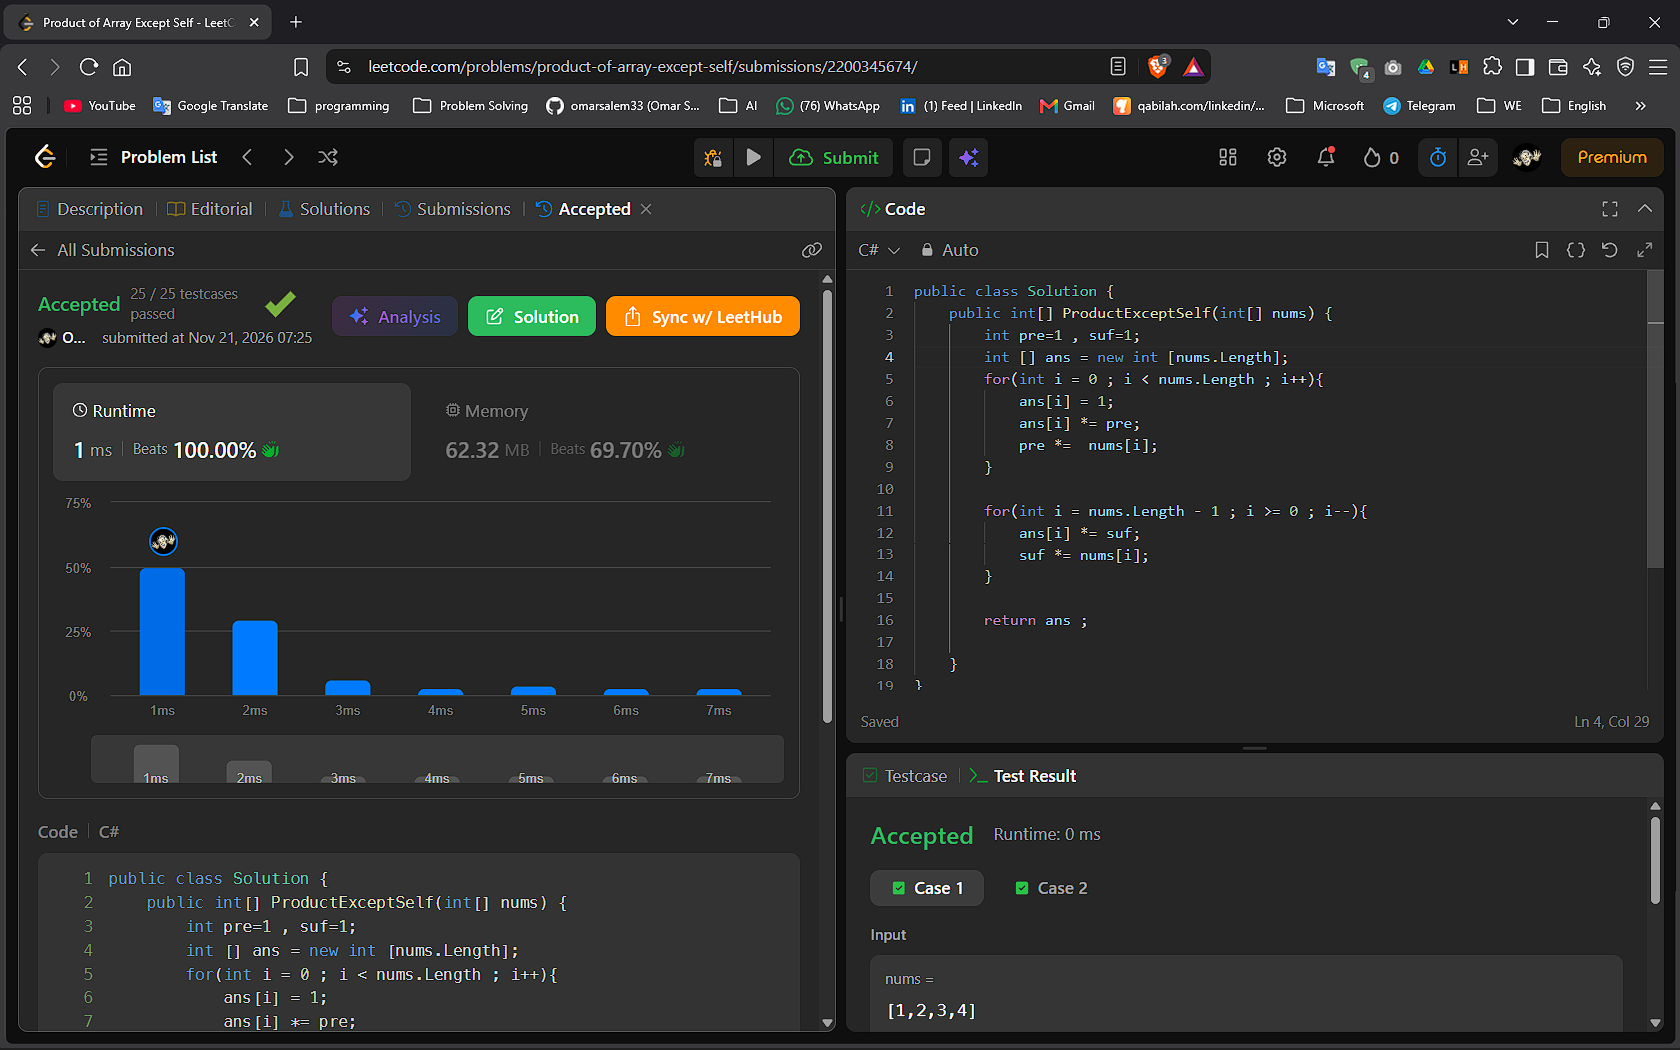 Product of Array Except Self - LeetC
leetcode.com/problems/product-of-array-except-self/submissions/2200345674/
3
4
LH
YouTube
Google Translate
programming
Problem Solving
omarsalem33 (Omar S...
AI
(76) WhatsApp
(1) Feed | LinkedIn
Gmail
qabilah.com/linkedin/...
Microsoft
Telegram
WE
English
Problem List
Submit
0
Premium
Description
Editorial
Solutions
Submissions
Accepted
All Submissions
Accepted
25 / 25 testcases
passed
O...
submitted at Nov 21, 2026 07:25
Analysis
Solution
Sync w/ LeetHub
Runtime
1 ms
Beats 100.00%
Memory
62.32 MB
Beats 69.70%
75%
50%
25%
0%
1ms 2ms 3ms 4ms 5ms 6ms 7ms
1ms 2ms 3ms 4ms 5ms 6ms 7ms
Code
C#
1 public class Solution {
2 public int[] ProductExceptSelf(int[] nums) {
3 int pre=1 , suf=1;
4 int [] ans = new int [nums.Length];
5 for(int i = 0 ; i < nums.Length ; i++){
6 ans[i] = 1;
7 ans[i] *= pre;
Code
C#
Auto
1 public class Solution {
2 public int[] ProductExceptSelf(int[] nums) {
3 int pre=1 , suf=1;
4 int [] ans = new int [nums.Length];
5 for(int i = 0 ; i < nums.Length ; i++){
6 ans[i] = 1;
7 ans[i] *= pre;
8 pre *= nums[i];
9 }
10
11 for(int i = nums.Length - 1 ; i >= 0 ; i--){
12 ans[i] *= suf;
13 suf *= nums[i];
14 }
15
16 return ans ;
17
18 }
19 }
Saved
Ln 4, Col 29
Testcase
Test Result
Accepted
Runtime: 0 ms
Case 1
Case 2
Input
nums =
[1,2,3,4]